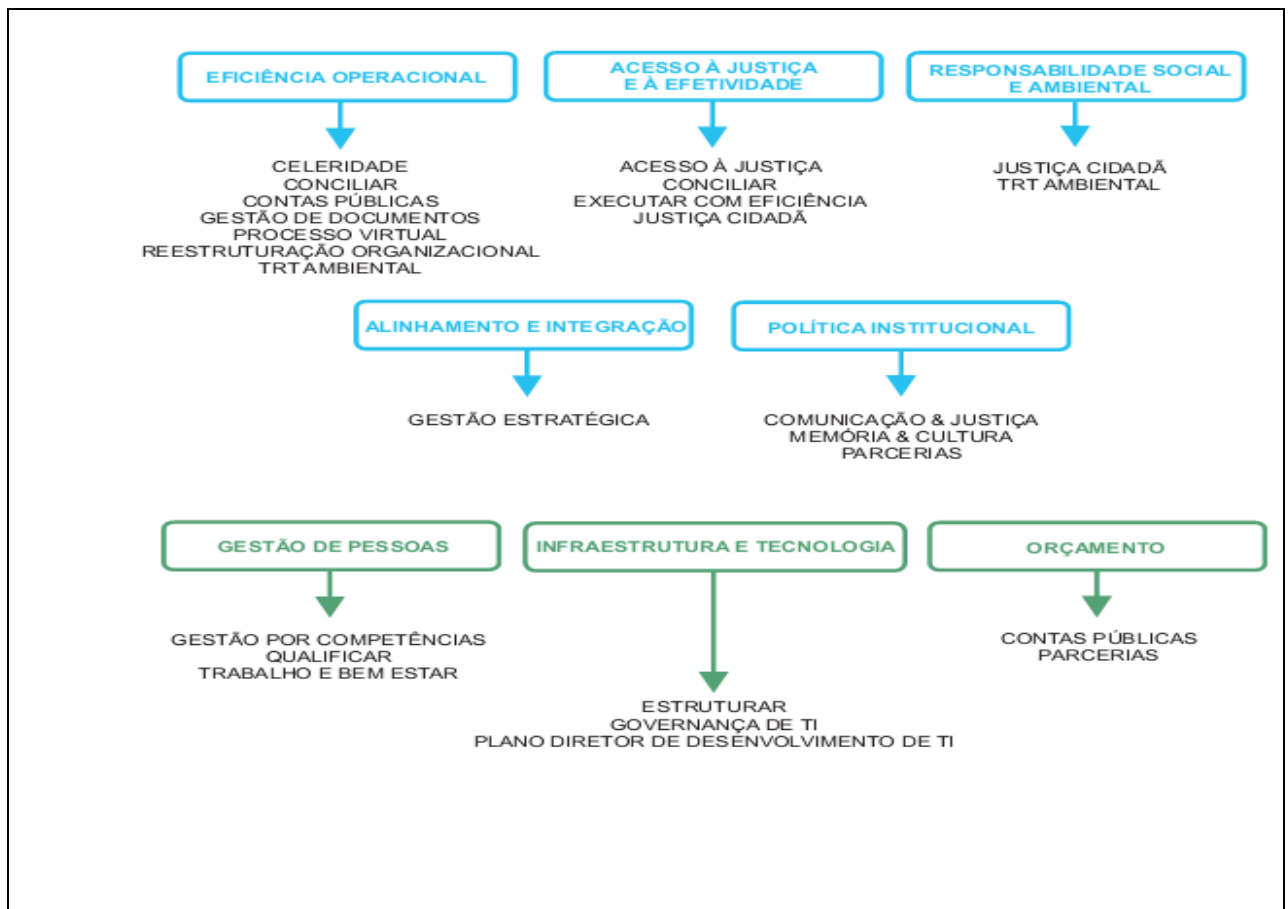 EFICIÊNCIA OPERACIONAL
CELERIDADE
CONCILIAR
CONTAS PÚBLICAS
GESTÃO DE DOCUMENTOS
PROCESSO VIRTUAL
REESTRUTURAÇÃO ORGANIZACIONAL
TRT AMBIENTAL
ACESSO À JUSTIÇA
E À EFETIVIDADE
ACESSO À JUSTIÇA
CONCILIAR
EXECUTAR COM EFICIÊNCIA
JUSTIÇA CIDADÃ
RESPONSABILIDADE SOCIAL
E AMBIENTAL
JUSTIÇA CIDADÃ
TRT AMBIENTAL
ALINHAMENTO E INTEGRAÇÃO
GESTÃO ESTRATÉGICA
POLÍTICA INSTITUCIONAL
COMUNICAÇÃO & JUSTIÇA
MEMÓRIA & CULTURA
PARCERIAS
GESTÃO DE PESSOAS
GESTÃO POR COMPETÊNCIAS
QUALIFICAR
TRABALHO E BEM ESTAR
INFRAESTRUTURA E TECNOLOGIA
ESTRUTURAR
GOVERNANÇA DE TI
PLANO DIRETOR DE DESENVOLVIMENTO DE TI
ORÇAMENTO
CONTAS PÚBLICAS
PARCERIAS